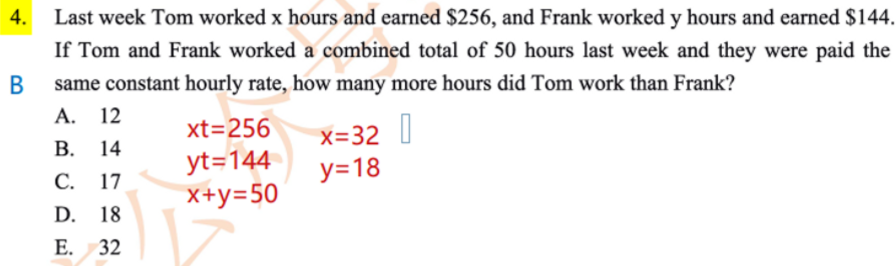 4. Last week Tom worked x hours and earned $256, and Frank worked y hours and earned $144.
If Tom and Frank worked a combined total of 50 hours last week and they were paid the
B same constant hourly rate, how many more hours did Tom work than Frank?
A. 12
B. 14
C. 17
D. 18
E. 32
xt=256
yt=144
x+y=50
x=32
y=18
公众号